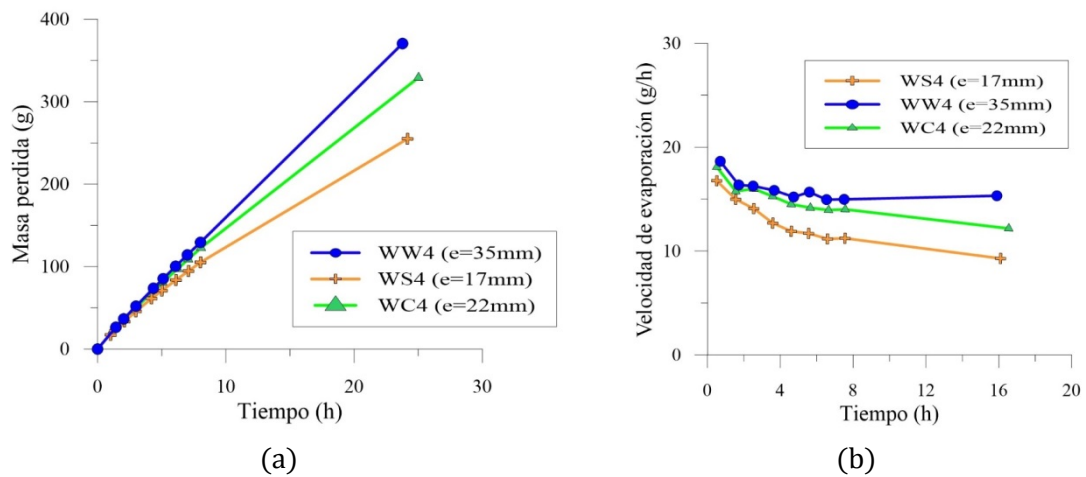 400
300
200
100
0
Masa perdida (g)
WW4 (e=35mm)
WS4 (e=17mm)
WC4 (e=22mm)
0 10 20 30
Tiempo (h)
(a)
30
20
10
0
Velocidad de evaporación (g/h)
WS4 (e=17mm)
WW4 (e=35mm)
WC4 (e=22mm)
0 4 8 12 16 20
Tiempo (h)
(b)